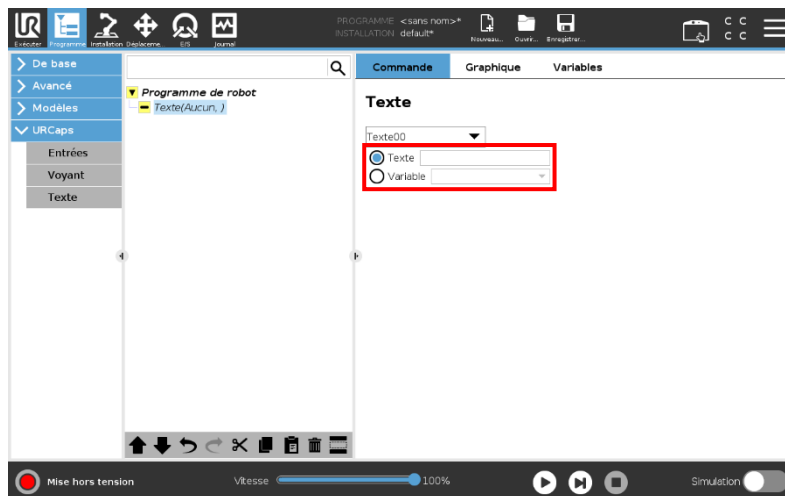 UR
PROGRAMME <sans nom>*
INSTALLATION default*
Exécuter Programme Installation Déplaceme... E/S Journal
Nouveau... Ouvrir... Enregistrer...
C C
C C
De base
Avancé
Modèles
URCaps
Entrées
Voyant
Texte
Programme de robot
Texte(Aucun, )
Commande Graphique Variables
Texte
Texte00
Texte
Variable
Mise hors tension
Vitesse 100%
Simulation